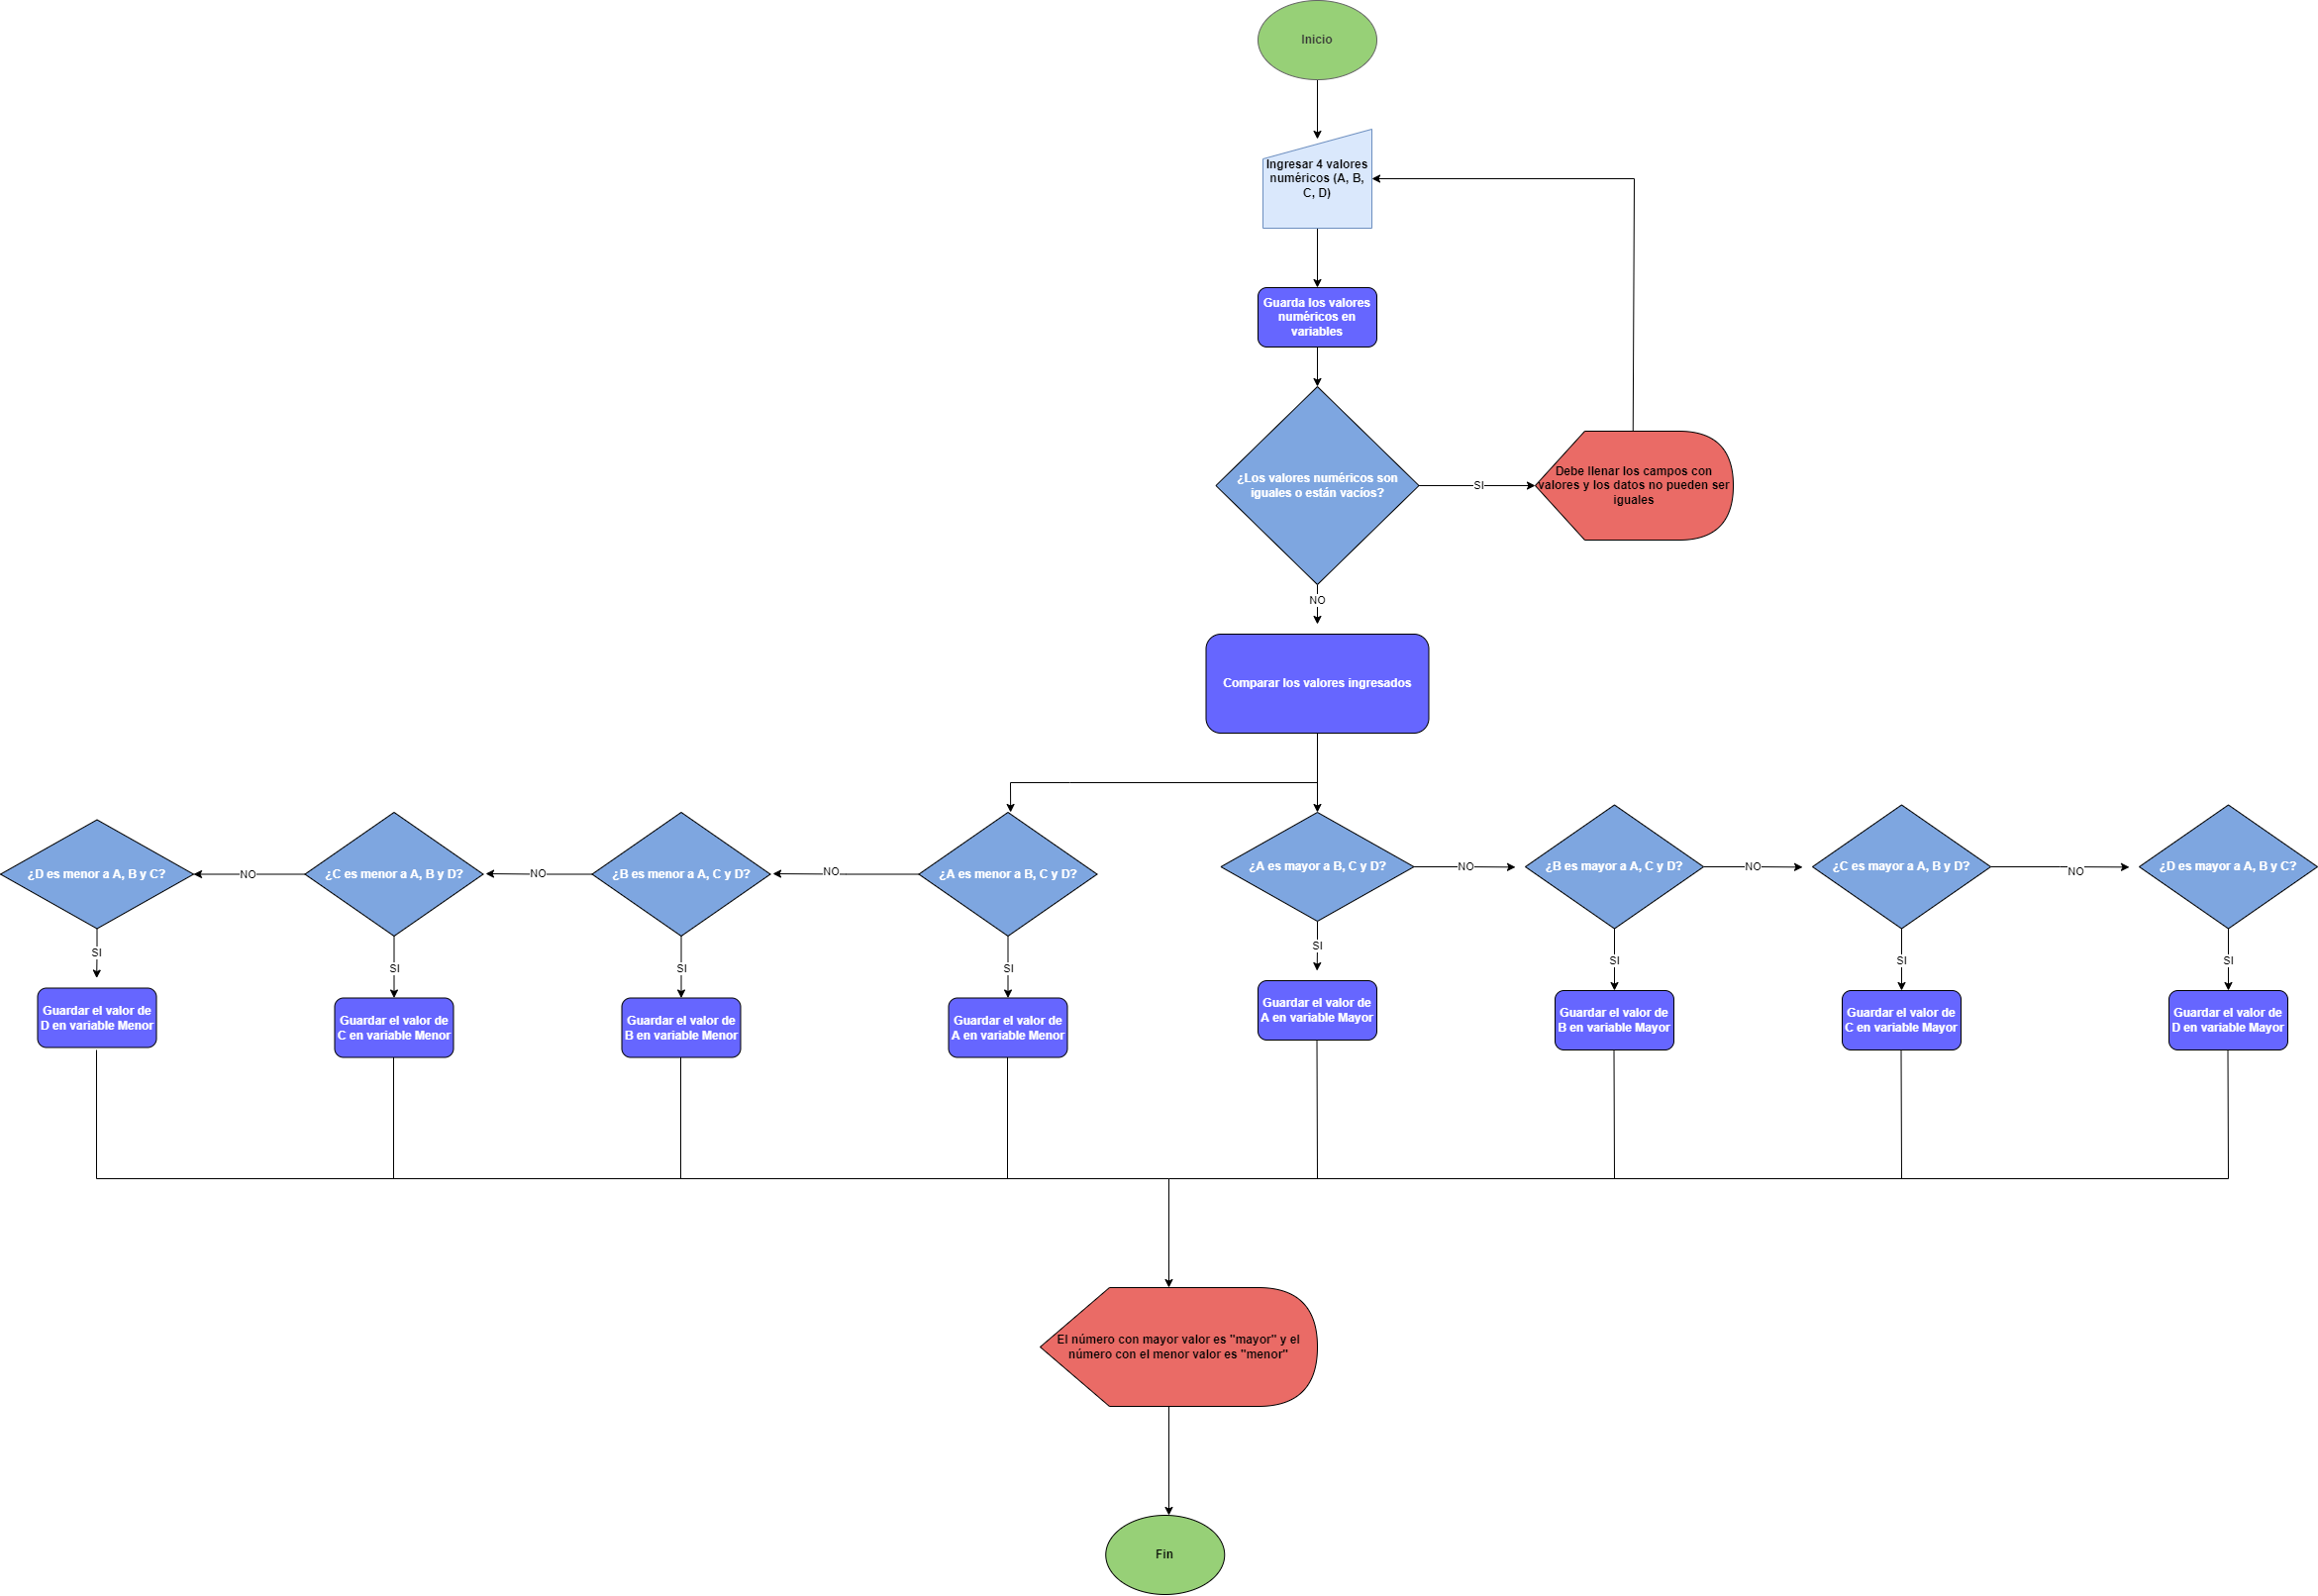 Inicio
Ingresar 4 valores
numéricos (A, B,
C, D)
Guarda los valores
numéricos en
variables
¿Los valores numéricos son
iguales o están vacíos?
SI
Debe llenar los campos con
valores y los datos no pueden ser
iguales
NO
Comparar los valores ingresados
¿D es menor a A, B y C?
NO
¿C es menor a A, B y D?
NO
¿B es menor a A, C y D?
NO
¿A es menor a B, C y D?
¿A es mayor a B, C y D?
NO
¿B es mayor a A, C y D?
NO
¿C es mayor a A, B y D?
NO
¿D es mayor a A, B y C?
SI
SI
SI
SI
SI
SI
SI
SI
Guardar el valor de
D en variable Menor
Guardar el valor de
C en variable Menor
Guardar el valor de
B en variable Menor
Guardar el valor de
A en variable Menor
Guardar el valor de
A en variable Mayor
Guardar el valor de
B en variable Mayor
Guardar el valor de
C en variable Mayor
Guardar el valor de
D en variable Mayor
El número con mayor valor es "mayor" y el
número con el menor valor es "menor"
Fin